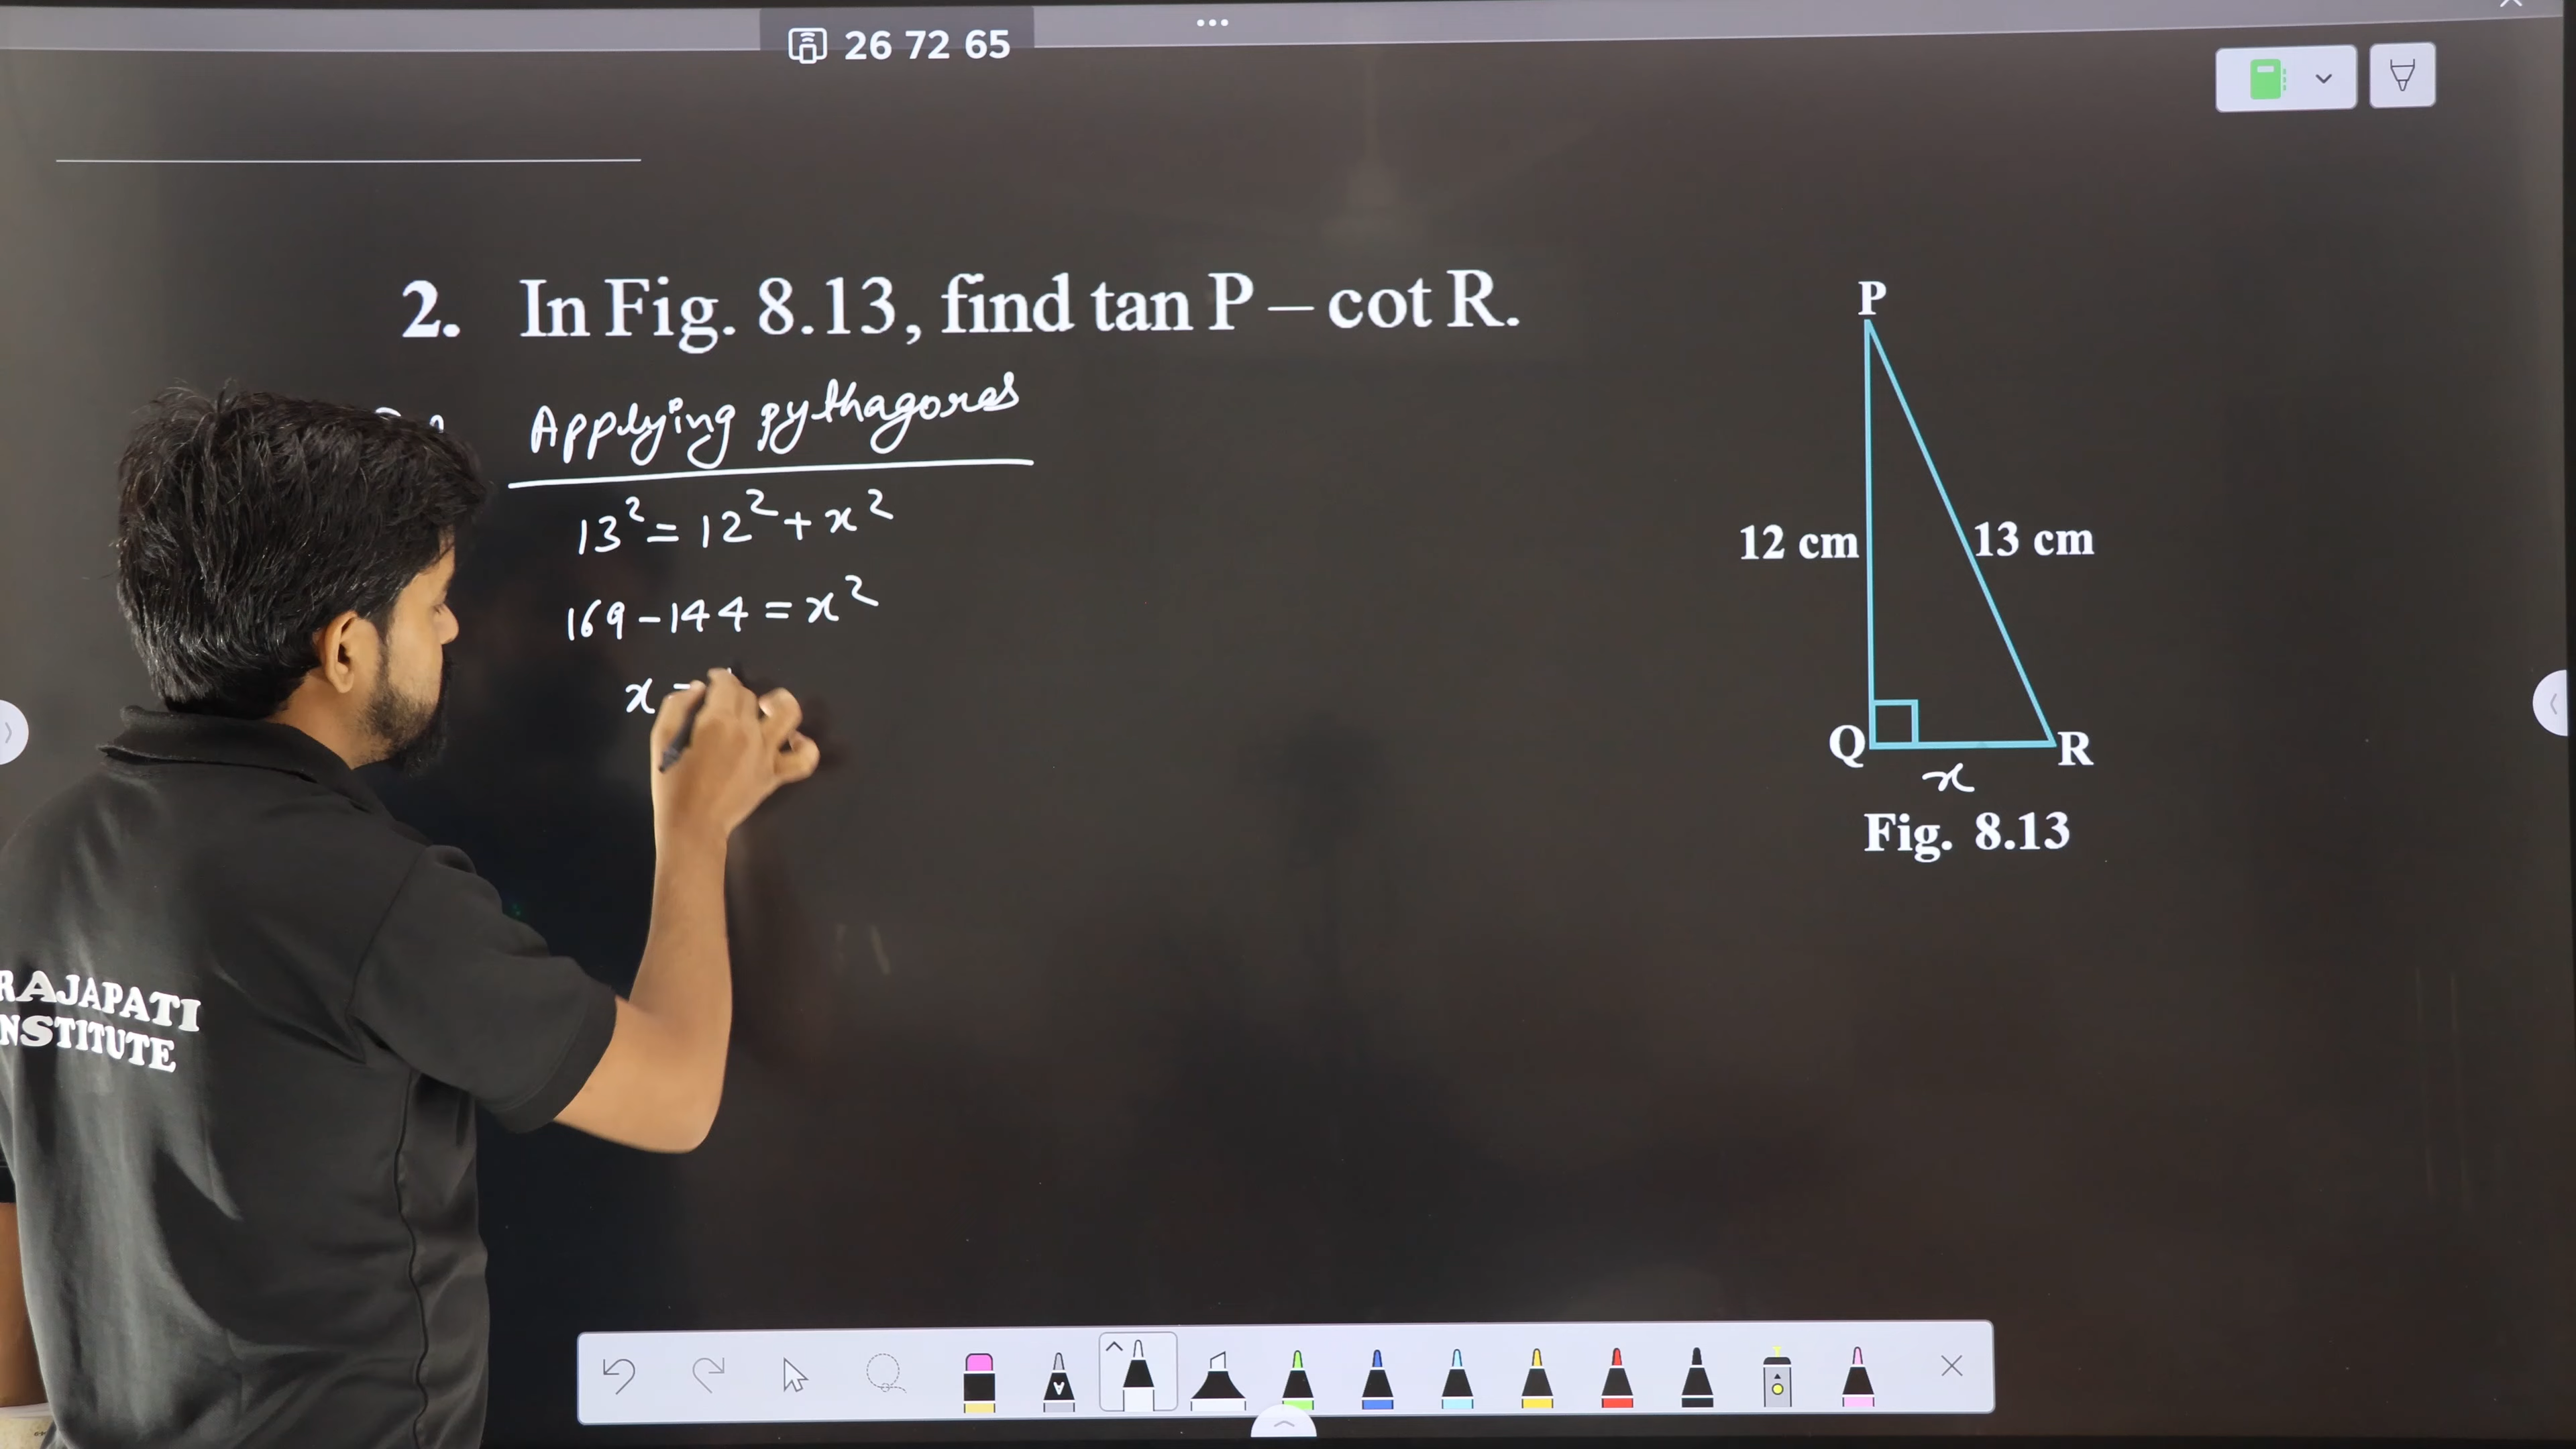 26 72 65
2. In Fig. 8.13, find tan P – cot R.
Applying pythagores
13² = 12² + x²
169 – 144 = x²
x =
P
12 cm
13 cm
Q
R
x
Fig. 8.13
RAJAPATI
NSTITUTE